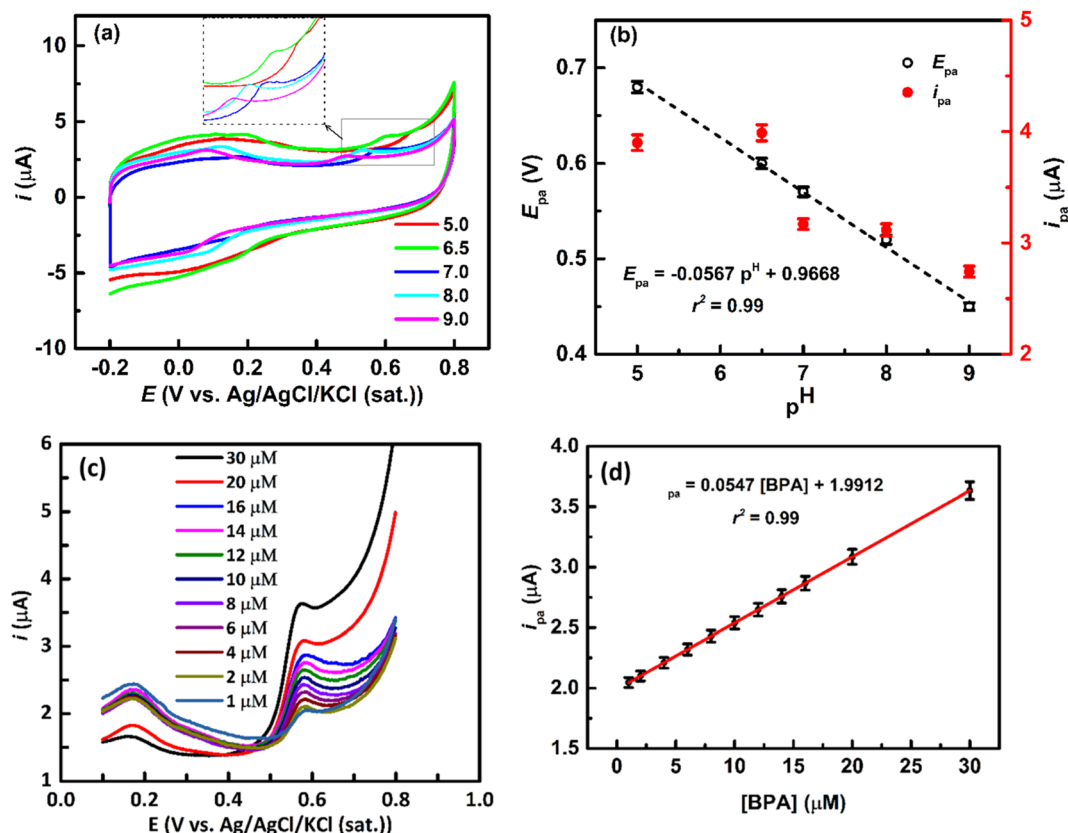 (a)
10
5
0
-5
-10
i (μA)
5.0
6.5
7.0
8.0
9.0
-0.2 0.0 0.2 0.4 0.6 0.8
E (V vs. Ag/AgCl/KCl (sat.))
(b)
Epa
ipa
0.7
0.6
0.5
0.4
Epa (V)
5
4
3
2
ipa (μA)
Epa = -0.0567 pH + 0.9668
r2 = 0.99
5 6 7 8 9
pH
(c)
6
5
4
3
2
1
i (μA)
30 μM
20 μM
16 μM
14 μM
12 μM
10 μM
8 μM
6 μM
4 μM
2 μM
1 μM
0.0 0.2 0.4 0.6 0.8 1.0
E (V vs. Ag/AgCl/KCl (sat.)
(d)
4.0
3.5
3.0
2.5
2.0
1.5
ipa (μA)
pa = 0.0547 [BPA] + 1.9912
r2 = 0.99
0 5 10 15 20 25 30
[BPA] (μM)